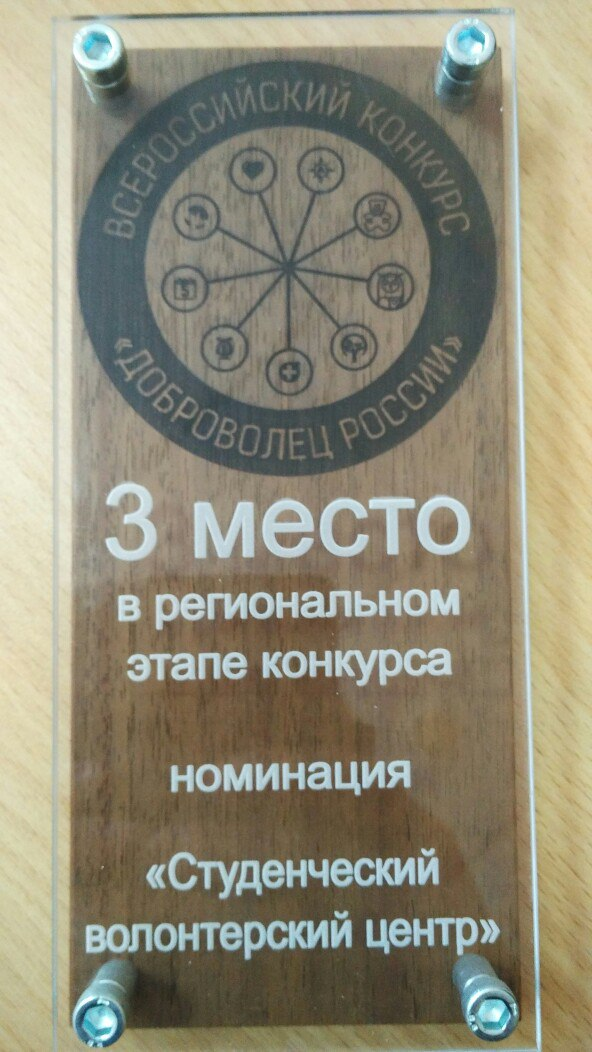 ВСЕРОССИЙСКИЙ КОНКУРС
«ДОБРОВОЛЕЦ РОССИИ»
3 место
в региональном
этапе конкурса
номинация
«Студенческий
волонтерский центр»